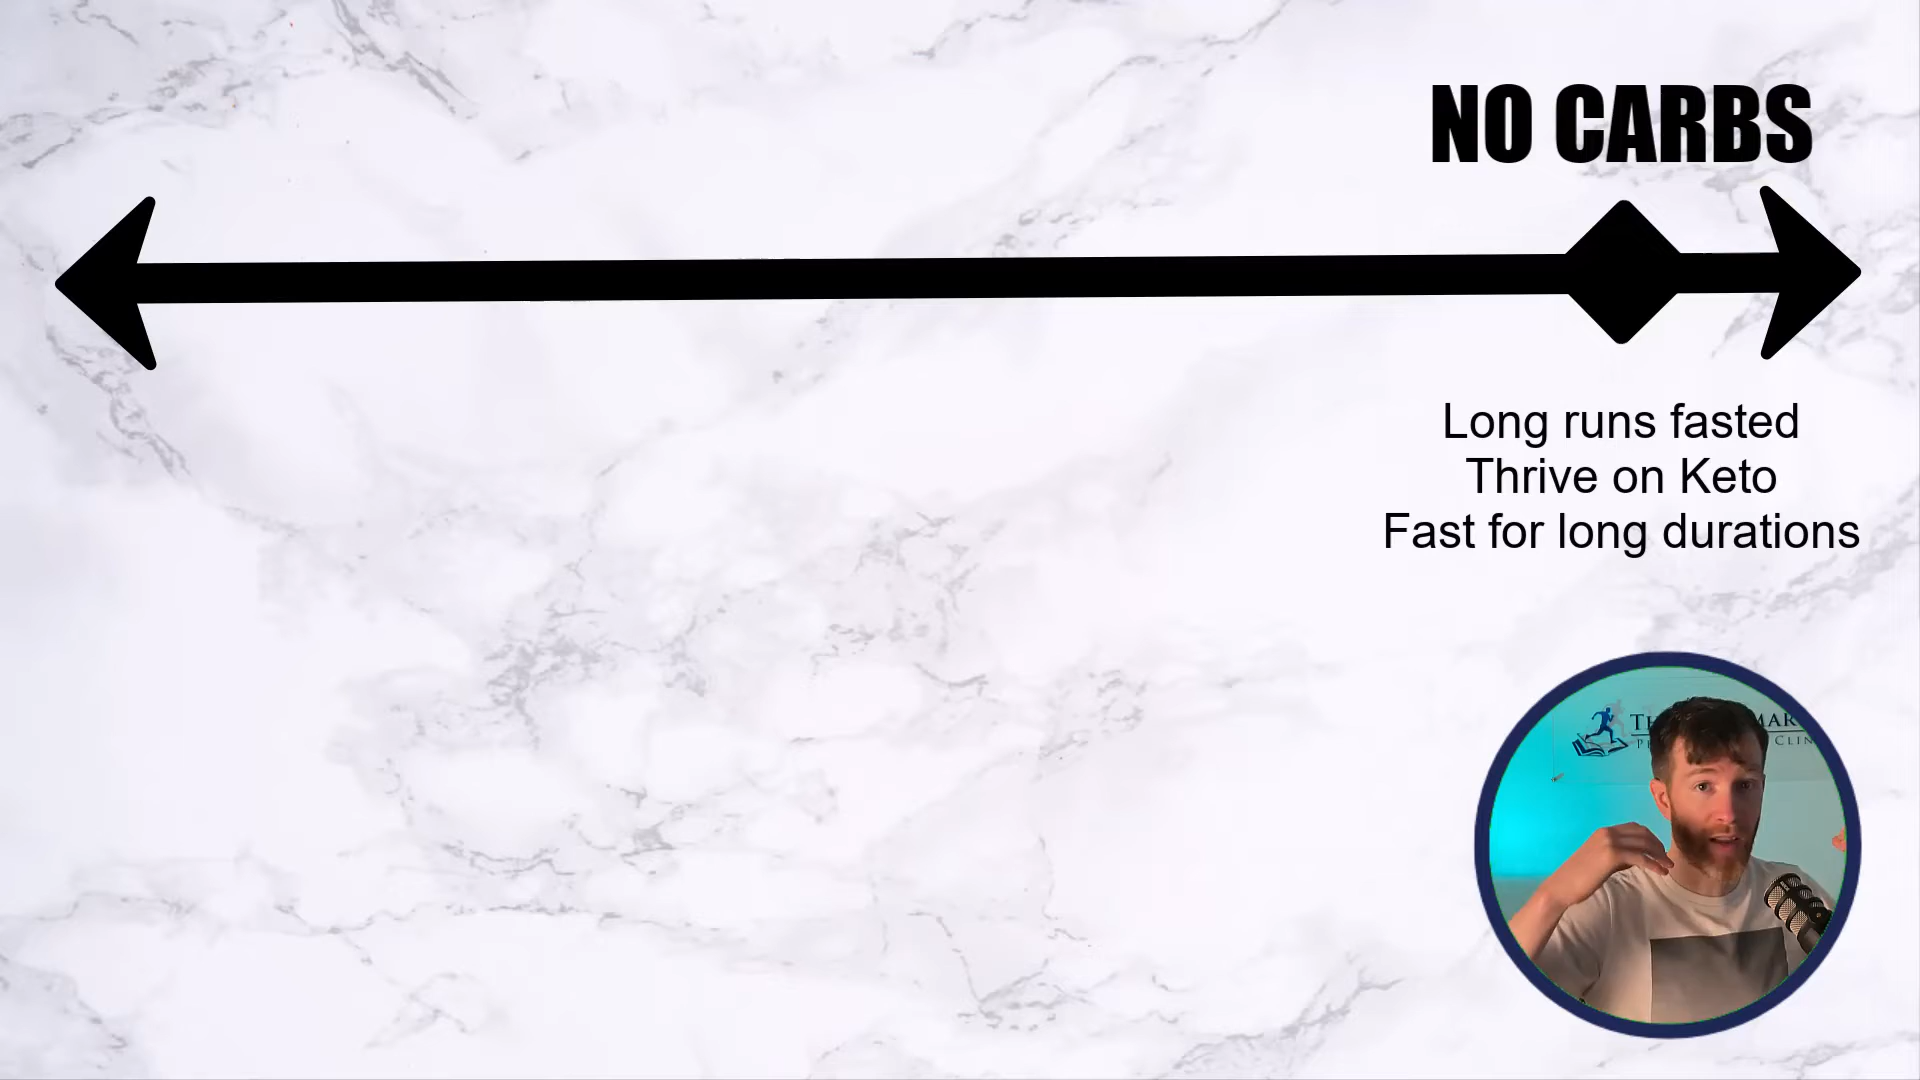 NO CARBS
Long runs fasted
Thrive on Keto
Fast for long durations